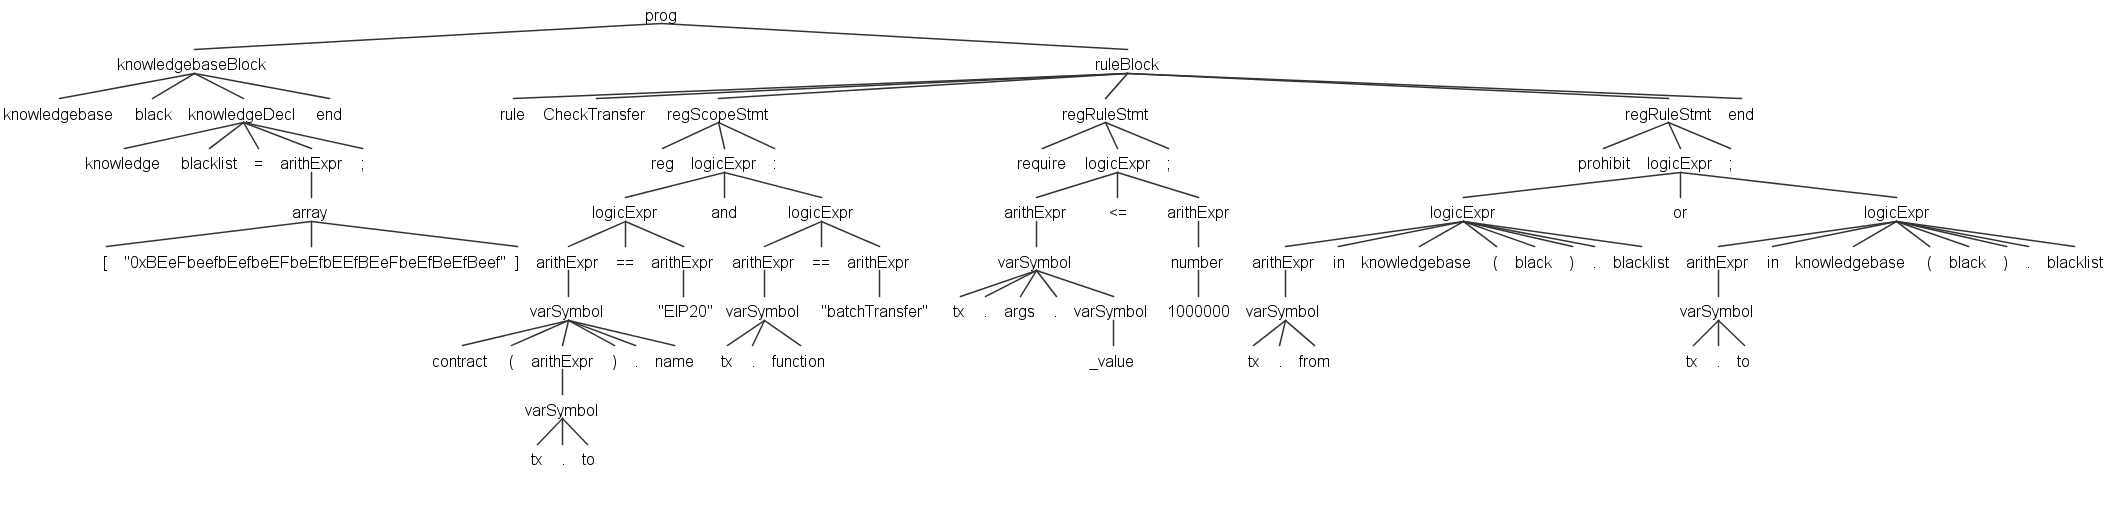 prog
knowledgebaseBlock ruleBlock
knowledgebase black knowledgeDecl end rule CheckTransfer regScopeStmt regRuleStmt regRuleStmt end
knowledge blacklist = arithExpr ; reg logicExpr : require logicExpr ; prohibit logicExpr ;
array logicExpr and logicExpr arithExpr <= arithExpr logicExpr or logicExpr
[ "0xBEeFbeefbEefbeEFbeEfbEEfBEeFbeEfBeEfBeef" ] arithExpr == arithExpr arithExpr == arithExpr varSymbol number arithExpr in knowledgebase ( black ) . blacklist arithExpr in knowledgebase ( black ) . blacklist
varSymbol "EIP20" varSymbol "batchTransfer" tx . args . varSymbol 1000000 varSymbol varSymbol
contract ( arithExpr ) . name tx . function _value tx . from tx . to
varSymbol
tx . to